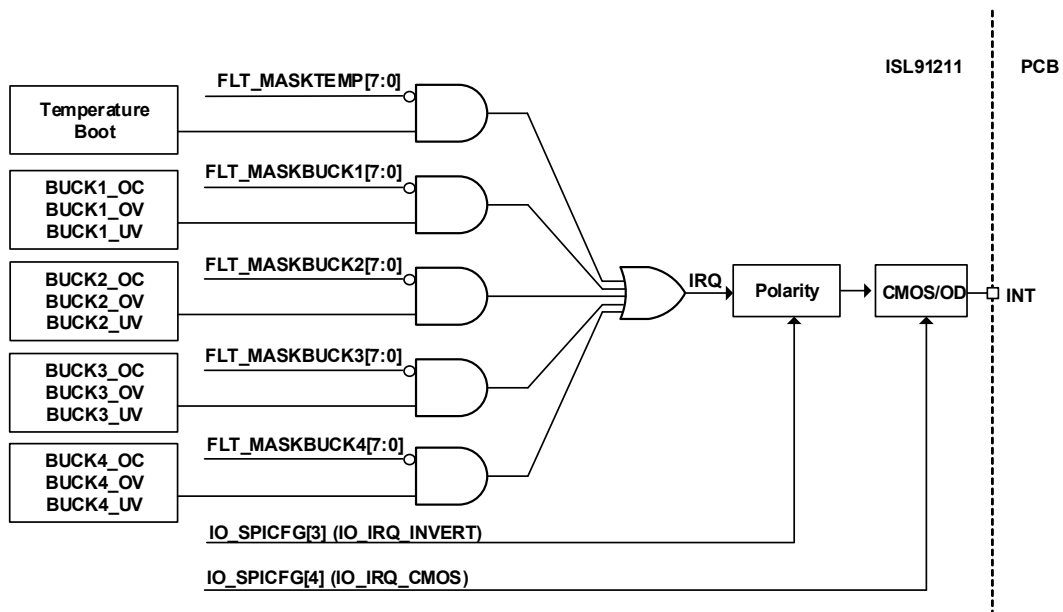 ISL91211
PCB
FLT_MASKTEMP[7:0]
Temperature
Boot
FLT_MASKBUCK1[7:0]
BUCK1_OC
BUCK1_OV
BUCK1_UV
FLT_MASKBUCK2[7:0]
BUCK2_OC
BUCK2_OV
BUCK2_UV
IRQ
Polarity
CMOS/OD
INT
FLT_MASKBUCK3[7:0]
BUCK3_OC
BUCK3_OV
BUCK3_UV
FLT_MASKBUCK4[7:0]
BUCK4_OC
BUCK4_OV
BUCK4_UV
IO_SPICFG[3] (IO_IRQ_INVERT)
IO_SPICFG[4] (IO_IRQ_CMOS)